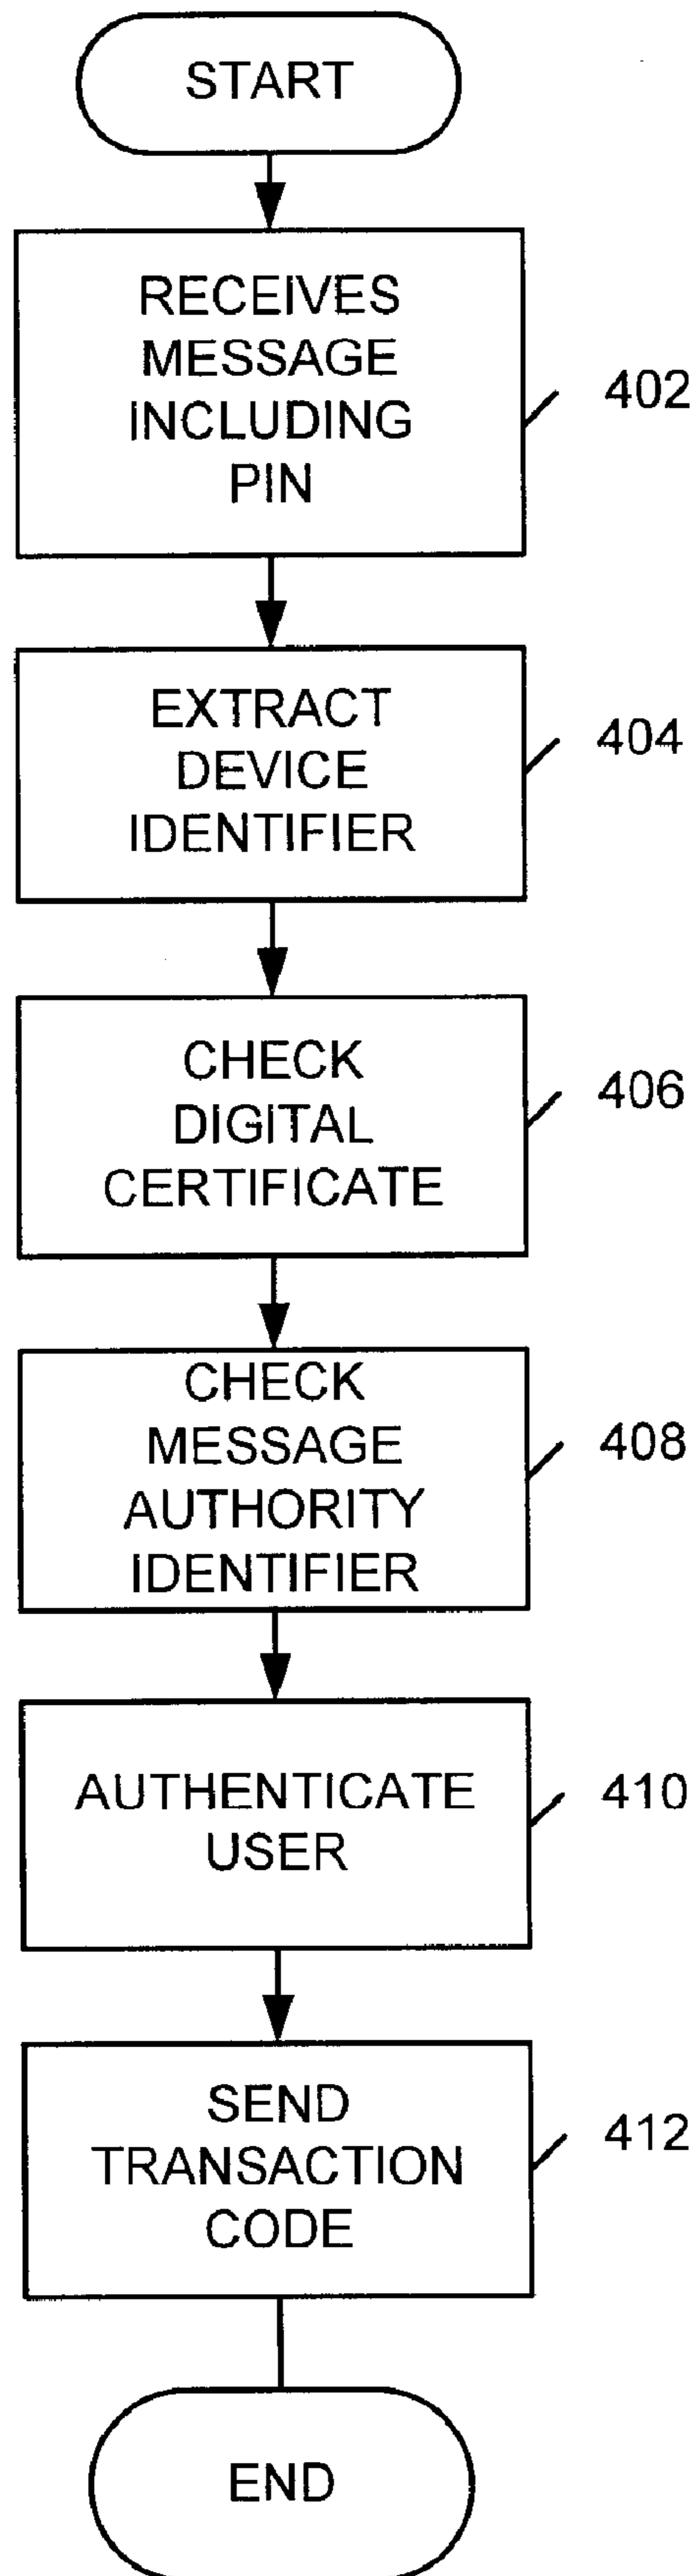 START
RECEIVES
MESSAGE
INCLUDING
PIN
402
EXTRACT
DEVICE
IDENTIFIER
404
CHECK
DIGITAL
CERTIFICATE
406
CHECK
MESSAGE
AUTHORITY
IDENTIFIER
408
AUTHENTICATE
USER
410
SEND
TRANSACTION
CODE
412
END